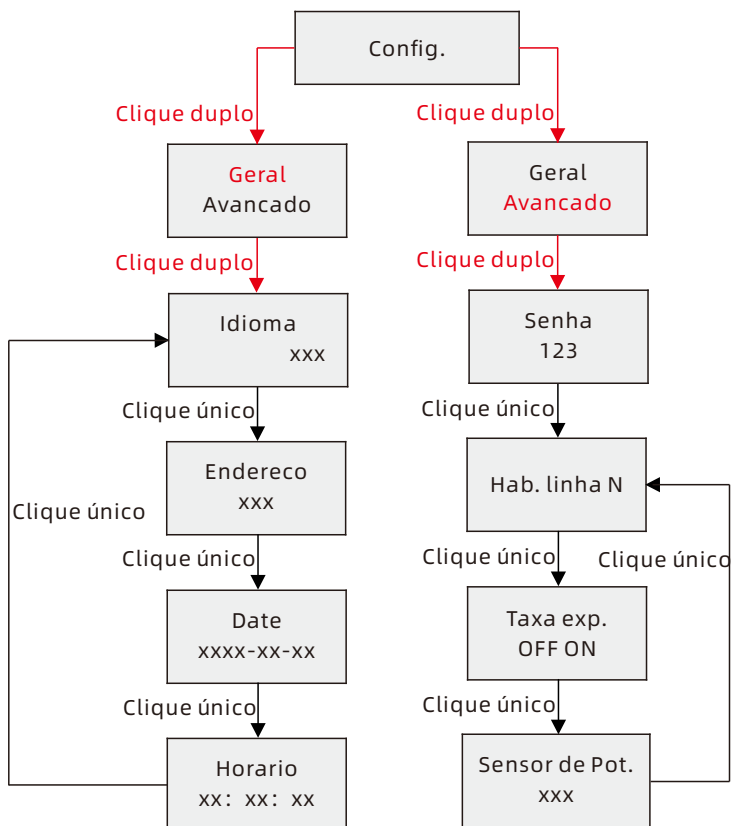 Config.
Clique duplo
Clique duplo
Geral
Avancado
Geral
Avancado
Clique duplo
Clique duplo
Idioma
xxx
Senha
123
Clique único
Clique único
Endereco
xxx
Hab. linha N
Clique único
Clique único
Clique único
Clique único
Date
xxxx-xx-xx
Taxa exp.
OFF ON
Clique único
Clique único
Horario
xx: xx: xx
Sensor de Pot.
xxx